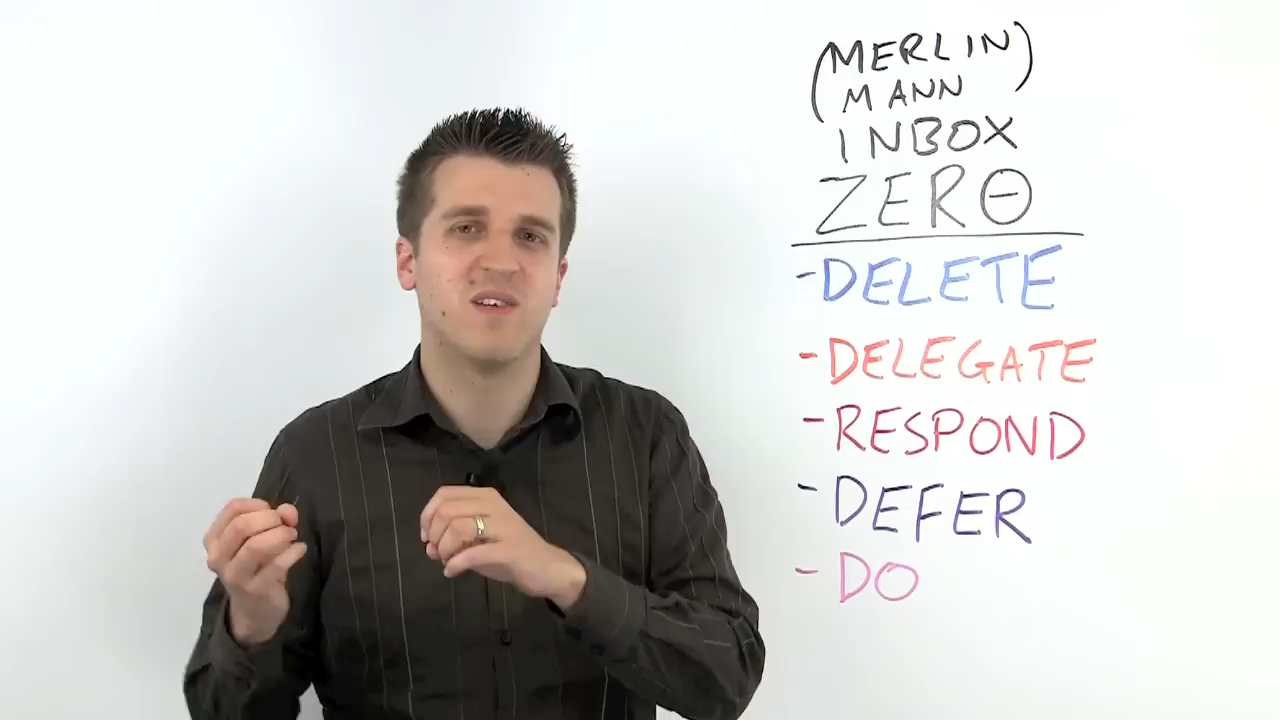 (MERLIN)
MANN
INBOX
ZERO
-DELETE
-DELEGATE
-RESPOND
-DEFER
-DO